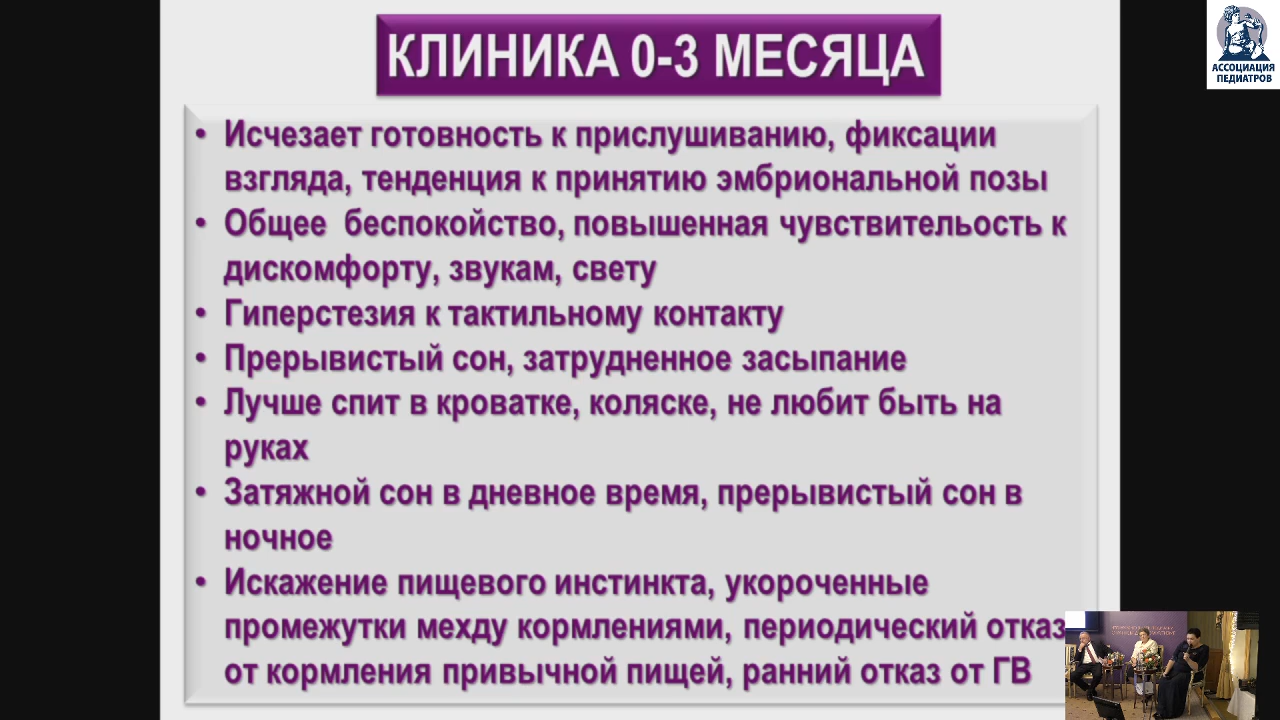 КЛИНИКА 0-3 МЕСЯЦА
АССОЦИАЦИЯ
ПЕДИАТРОВ
• Исчезает готовность к прислушиванию, фиксации
взгляда, тенденция к принятию эмбриональной позы
• Общее беспокойство, повышенная чувствительость к
дискомфорту, звукам, свету
• Гиперстезия к тактильному контакту
• Прерывистый сон, затрудненное засыпание
• Лучше спит в кроватке, коляске, не любит быть на
руках
• Затяжной сон в дневное время, прерывистый сон в
ночное
• Искажение пищевого инстинкта, укороченные
промежутки мехду кормлениями, периодический отказ
от кормления привычной пищей, ранний отказ от ГВ